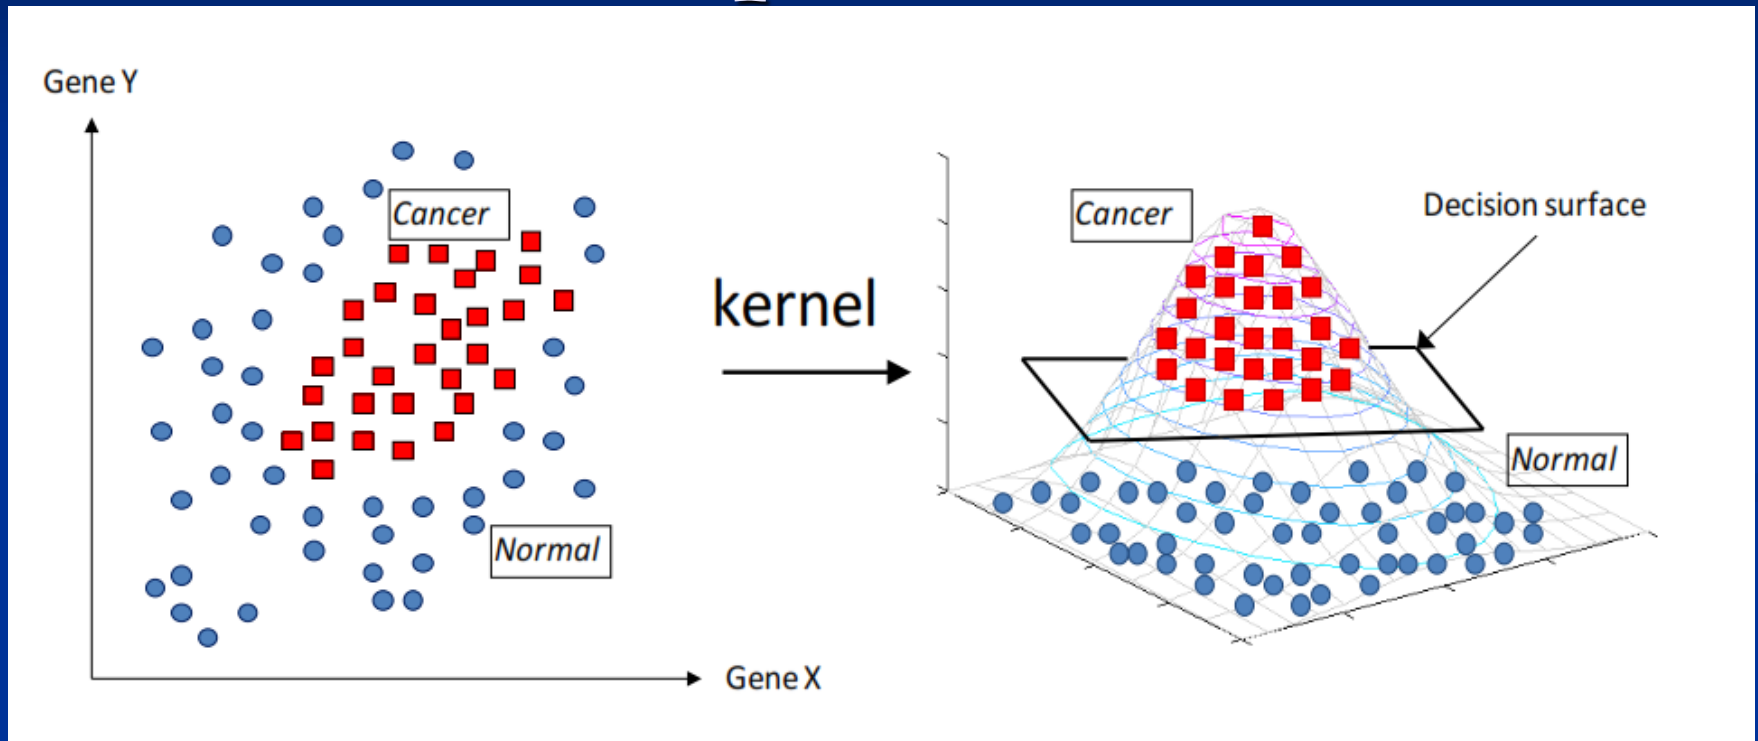 Gene Y
Cancer
Normal
Gene X
kernel
Cancer
Decision surface
Normal